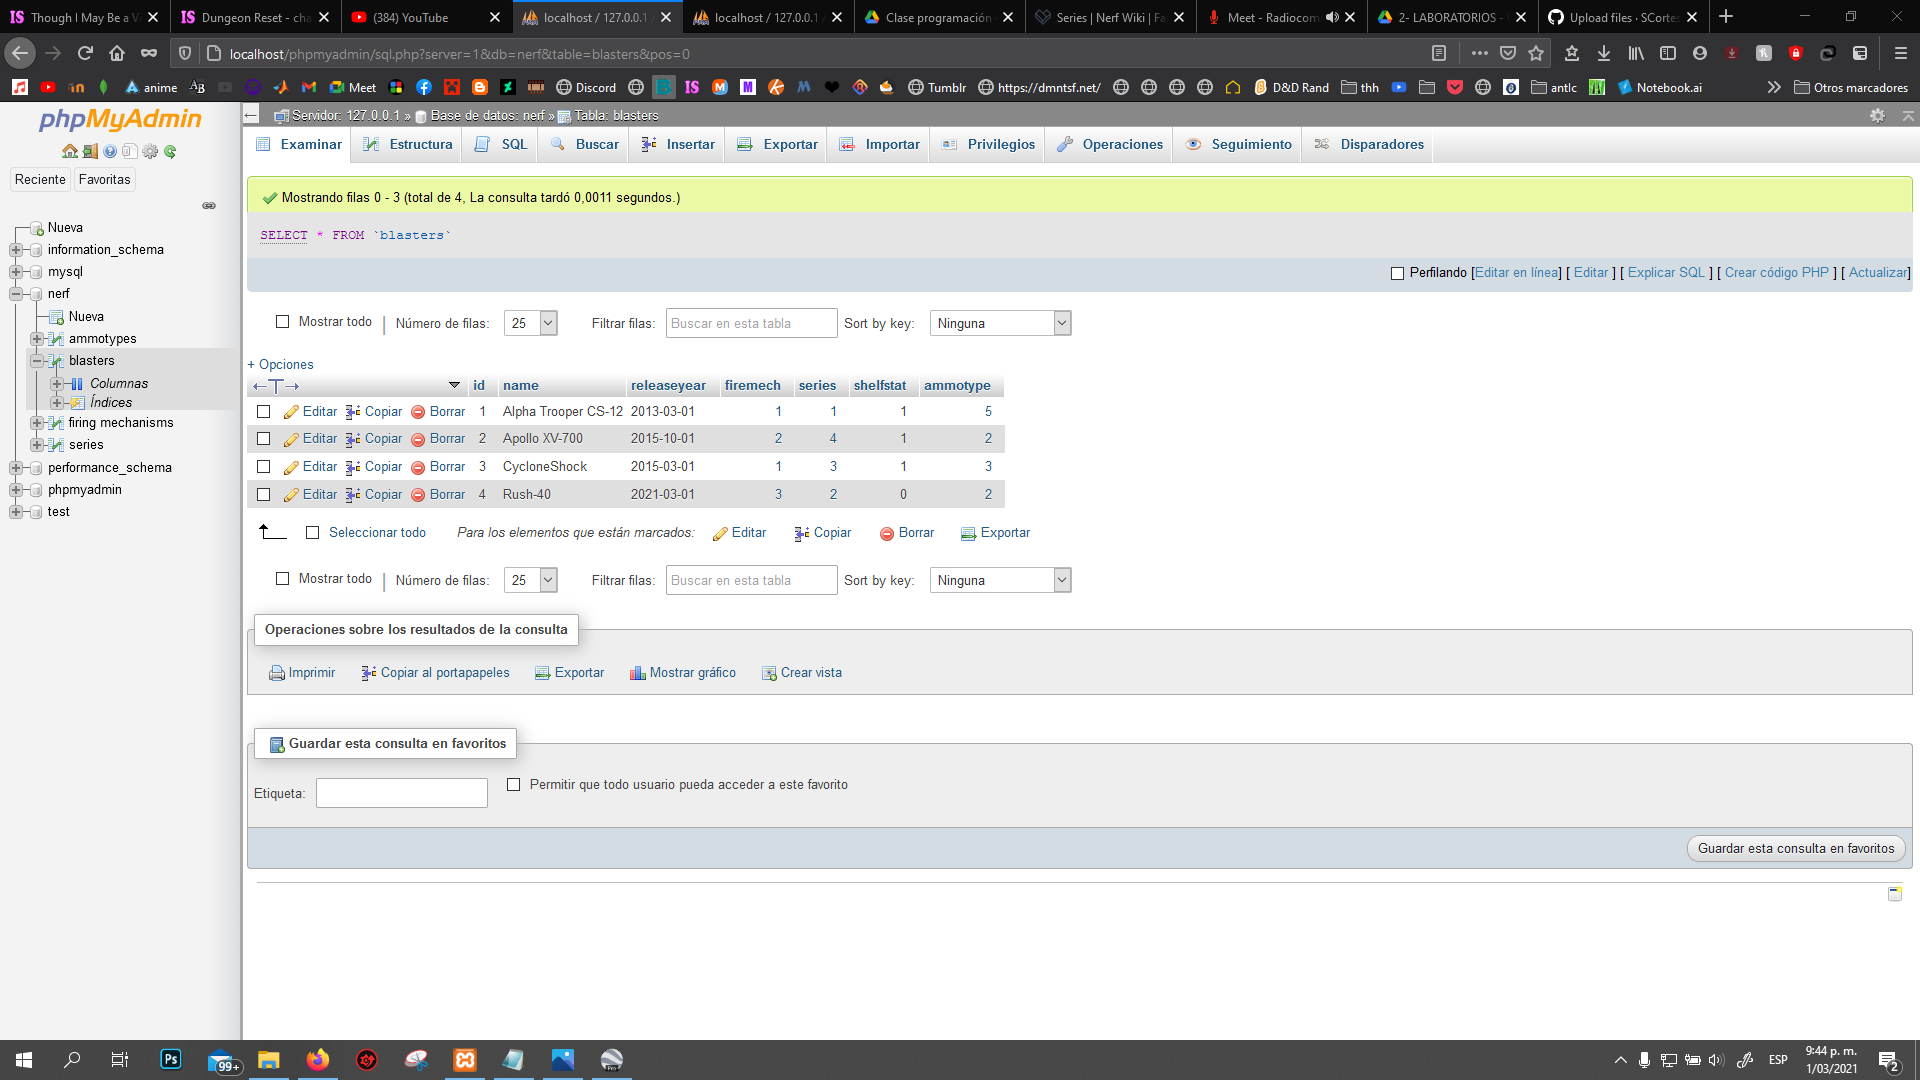 Though I May Be a V
Dungeon Reset - cha
(384) YouTube
localhost / 127.0.0.1 /
localhost / 127.0.0.1 /
Clase programación
Series | Nerf Wiki | Fa
Meet - Radiocom
2- LABORATORIOS -
Upload files · SCortes
localhost/phpmyadmin/sql.php?server=1&db=nerf&table=blasters&pos=0
anime
Meet
Discord
Tumblr
https://dmntsf.net/
D&D Rand
thh
antlc
Notebook.ai
Otros marcadores
phpMyAdmin
Reciente
Favoritas
Nueva
information_schema
mysql
nerf
Nueva
ammotypes
blasters
Columnas
Índices
firing mechanisms
series
performance_schema
phpmyadmin
test
Servidor: 127.0.0.1 » Base de datos: nerf » Tabla: blasters
Examinar Estructura SQL Buscar Insertar Exportar Importar Privilegios Operaciones Seguimiento Disparadores
Mostrando filas 0 - 3 (total de 4, La consulta tardó 0,0011 segundos.)
SELECT * FROM `blasters`
Perfilando [Editar en línea] [ Editar ] [ Explicar SQL ] [ Crear código PHP ] [ Actualizar]
Mostrar todo | Número de filas: 25 Filtrar filas: Buscar en esta tabla Sort by key: Ninguna
+ Opciones
←T→ id name releaseyear firemech series shelfstat ammotype
Editar Copiar Borrar 1 Alpha Trooper CS-12 2013-03-01 1 1 1 5
Editar Copiar Borrar 2 Apollo XV-700 2015-10-01 2 4 1 2
Editar Copiar Borrar 3 CycloneShock 2015-03-01 1 3 1 3
Editar Copiar Borrar 4 Rush-40 2021-03-01 3 2 0 2
Seleccionar todo Para los elementos que están marcados: Editar Copiar Borrar Exportar
Mostrar todo | Número de filas: 25 Filtrar filas: Buscar en esta tabla Sort by key: Ninguna
Operaciones sobre los resultados de la consulta
Imprimir Copiar al portapapeles Exportar Mostrar gráfico Crear vista
Guardar esta consulta en favoritos
Etiqueta: Permitir que todo usuario pueda acceder a este favorito
Guardar esta consulta en favoritos
Ps
99+
ESP
9:44 p. m.
1/03/2021
2